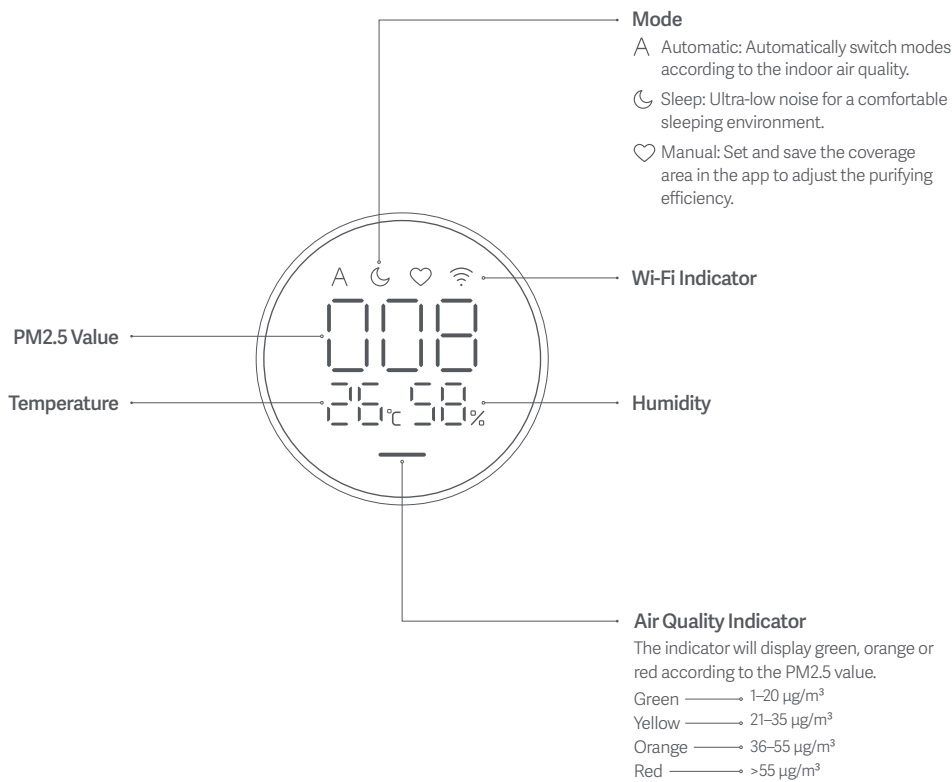 Mode
A Automatic: Automatically switch modes
according to the indoor air quality.
Sleep: Ultra-low noise for a comfortable
sleeping environment.
Manual: Set and save the coverage
area in the app to adjust the purifying
efficiency.
A
Wi-Fi Indicator
008
PM2.5 Value
Temperature
26℃ 58%
Humidity
Air Quality Indicator
The indicator will display green, orange or
red according to the PM2.5 value.
Green 1–20 μg/m³
Yellow 21–35 μg/m³
Orange 36–55 μg/m³
Red >55 μg/m³